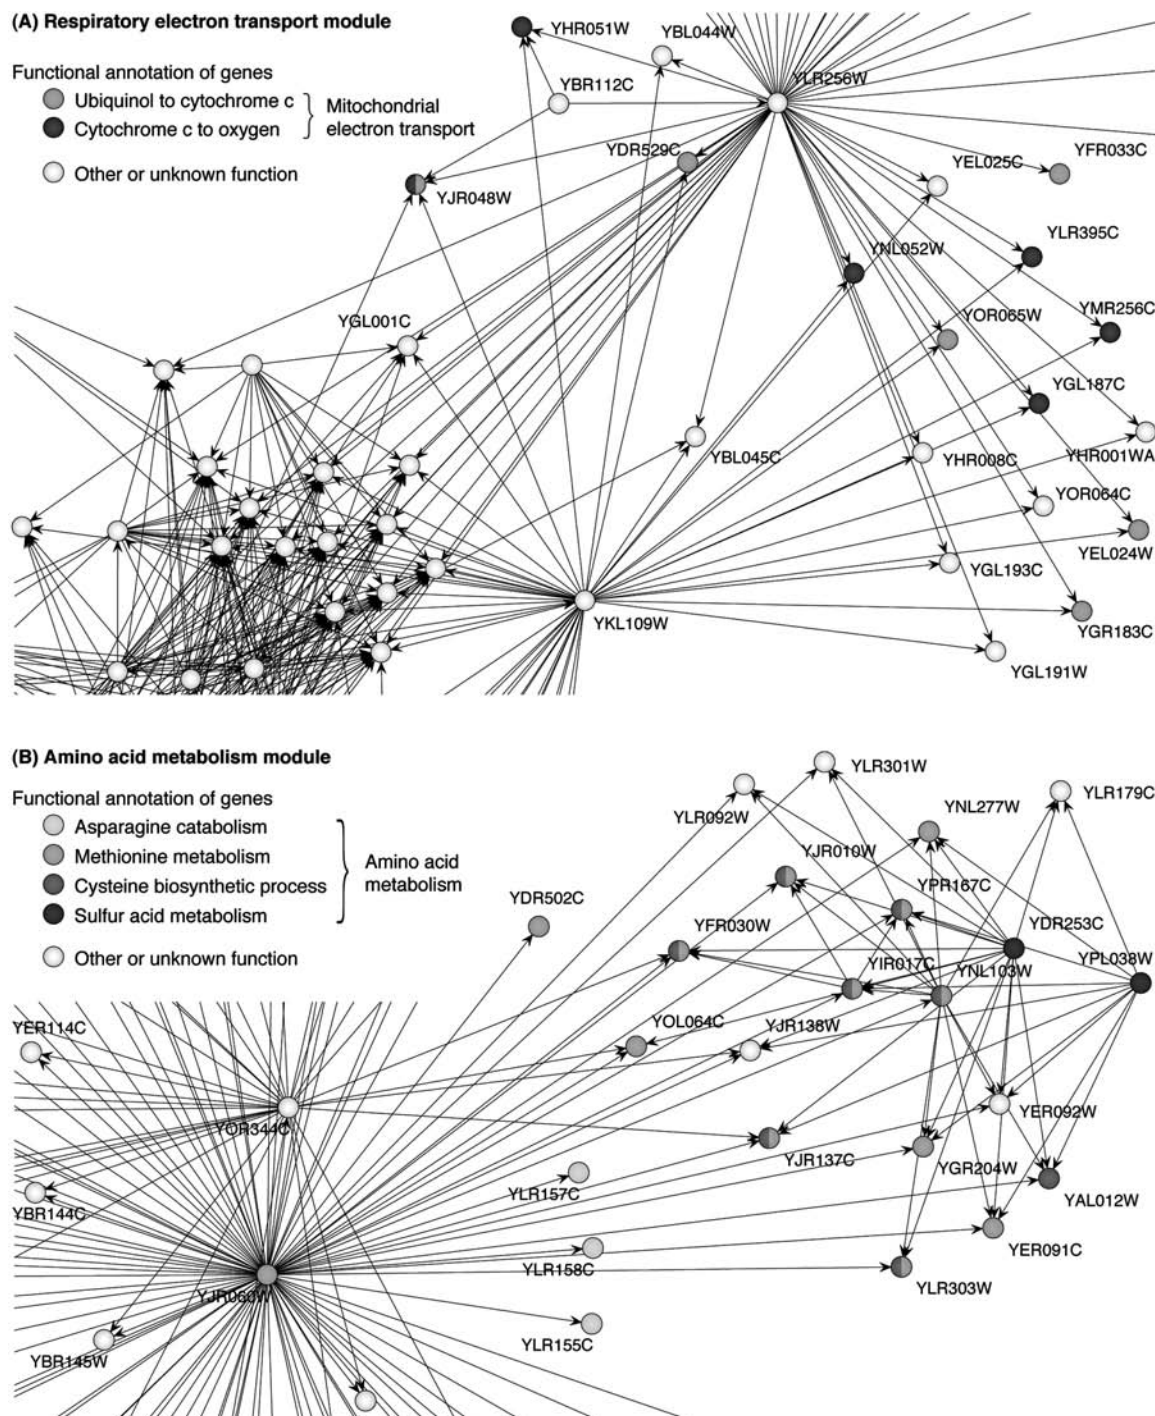 (A) Respiratory electron transport module
Functional annotation of genes
Ubiquinol to cytochrome c
Cytochrome c to oxygen
Mitochondrial
electron transport
Other or unknown function
YHR051W
YBL044W
YLR256W
YBR112C
YDR529C
YEL025C
YFR033C
YJR048W
YLR395C
YNL052W
YGL001C
YOR065W
YMR256C
YGL187C
YBL045C
YHR008C
YHR001WA
YOR064C
YEL024W
YGL193C
YKL109W
YGR183C
YGL191W
(B) Amino acid metabolism module
Functional annotation of genes
Asparagine catabolism
Methionine metabolism
Cysteine biosynthetic process
Sulfur acid metabolism
Amino acid
metabolism
Other or unknown function
YLR301W
YLR179C
YLR092W
YNL277W
YJR010W
YPR167C
YDR502C
YFR030W
YDR253C
YIR017C
YNL103W
YPL038W
YER114C
YOL064C
YJR138W
YOR344C
YER092W
YJR137C
YGR204W
YLR157C
YAL012W
YBR144C
YER091C
YLR158C
YLR303W
YJR060W
YLR155C
YBR145W